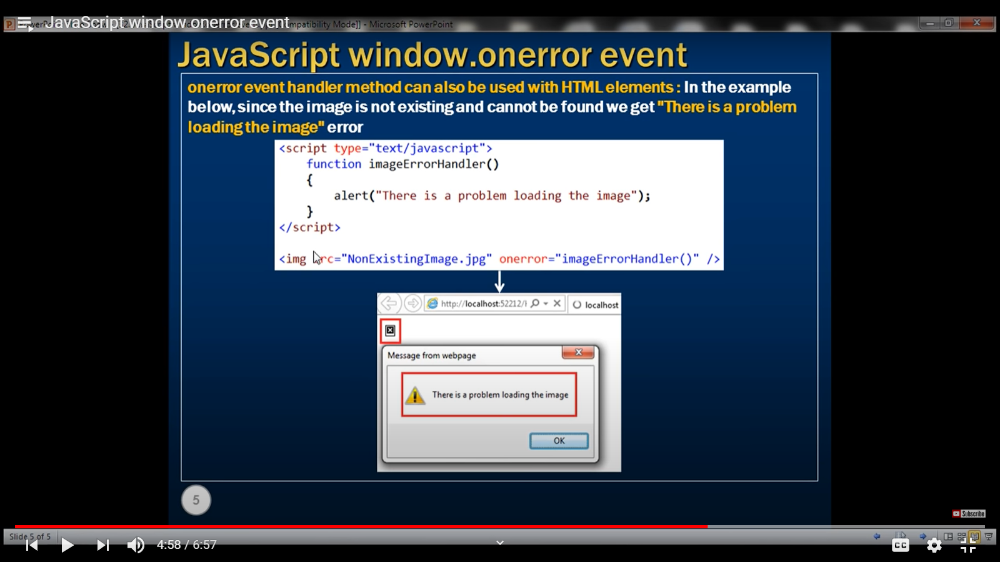 JavaScript window onerror event
ompatibility Mode]] - Microsoft PowerPoint
JavaScript window.onerror event
onerror event handler method can also be used with HTML elements : In the example
below, since the image is not existing and cannot be found we get "There is a problem
loading the image" error
<script type="text/javascript">
function imageErrorHandler()
{
alert("There is a problem loading the image");
}
</script>
<img src="NonExistingImage.jpg" onerror="imageErrorHandler()" />
http://localhost:52212/
localhost
Message from webpage
There is a problem loading the image
OK
5
Subscribe
Slide 5 of 5
4:58 / 6:57
CC